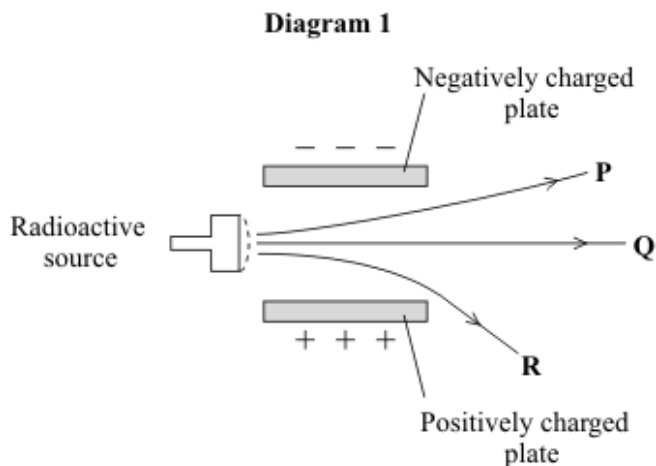 Diagram 1
Negatively charged
plate
− − −
P
Radioactive
source
Q
+ + +
R
Positively charged
plate